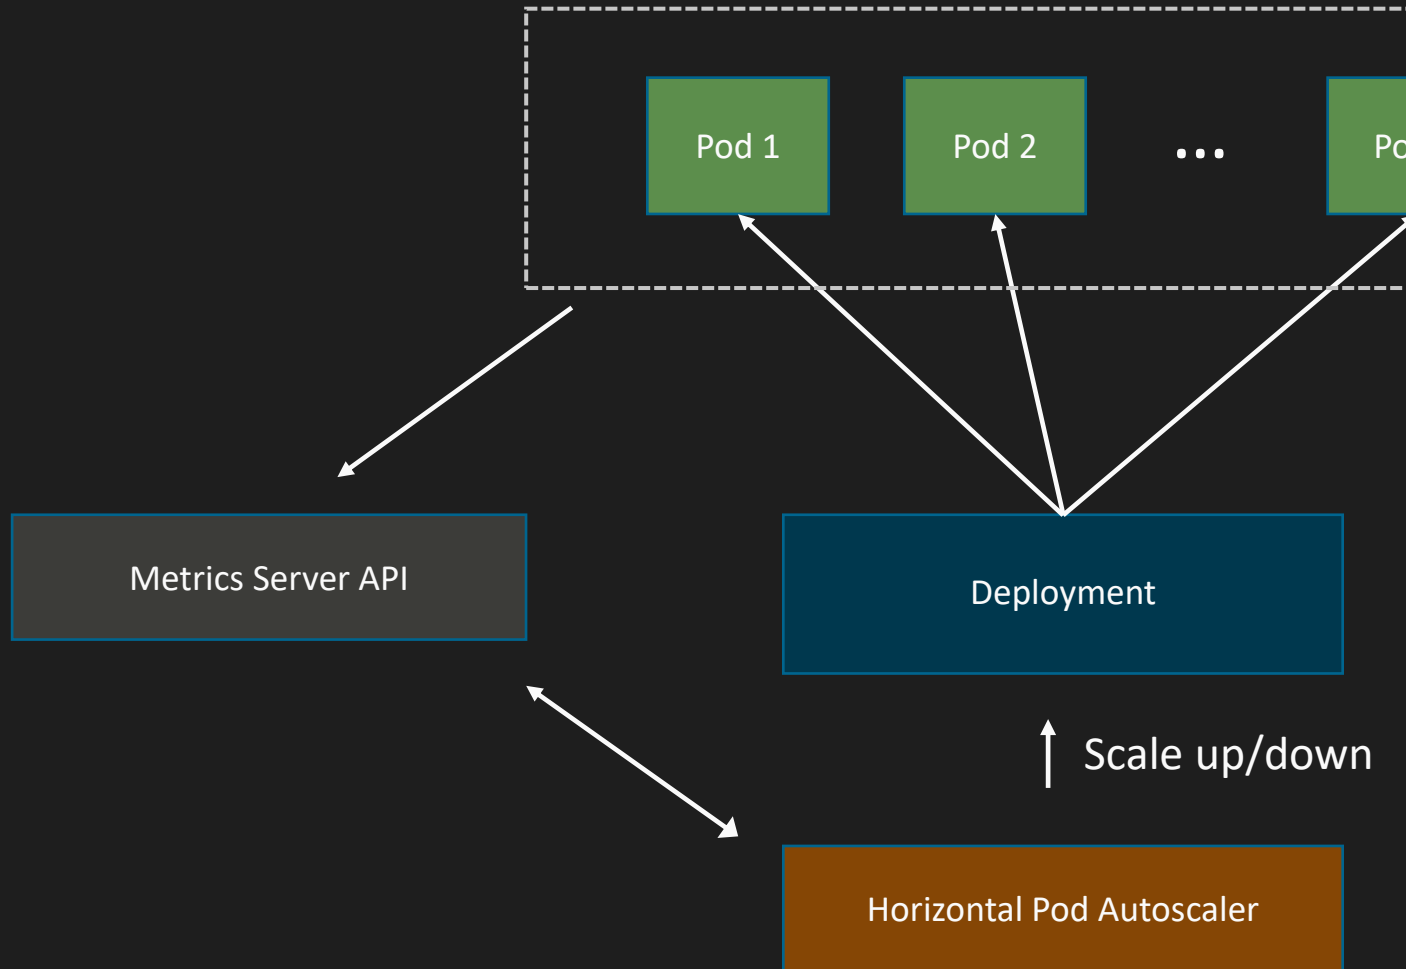 Pod 1
Pod 2
...
Metrics Server API
Deployment
Scale up/down
Horizontal Pod Autoscaler